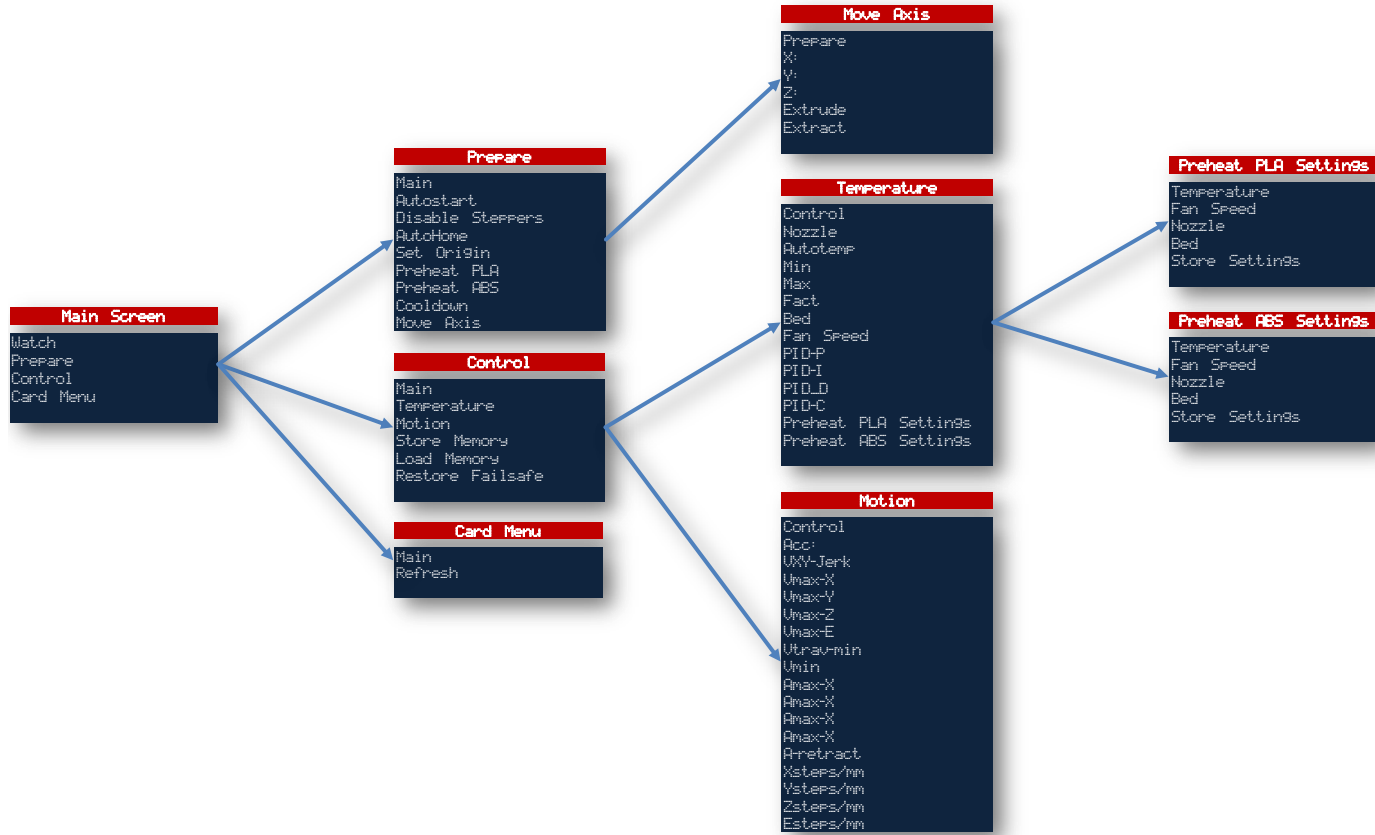 Main Screen
Watch
Prepare
Control
Card Menu
Prepare
Main
Autostart
Disable Steppers
AutoHome
Set Origin
Preheat PLA
Preheat ABS
Cooldown
Move Axis
Control
Main
Temperature
Motion
Store Memory
Load Memory
Restore Failsafe
Card Menu
Main
Refresh
Move Axis
Prepare
X:
Y:
Z:
Extrude
Extract
Temperature
Control
Nozzle
Autotemp
Min
Max
Fact
Bed
Fan Speed
PID-P
PID-I
PID_D
PID-C
Preheat PLA Settings
Preheat ABS Settings
Motion
Control
Acc:
VXY-Jerk
Vmax-X
Vmax-Y
Vmax-Z
Vmax-E
Vtrav-min
Vmin
Amax-X
Amax-X
Amax-X
Amax-X
A-retract
Xsteps/mm
Ysteps/mm
Zsteps/mm
Esteps/mm
Preheat PLA Settings
Temperature
Fan Speed
Nozzle
Bed
Store Settings
Preheat ABS Settings
Temperature
Fan Speed
Nozzle
Bed
Store Settings